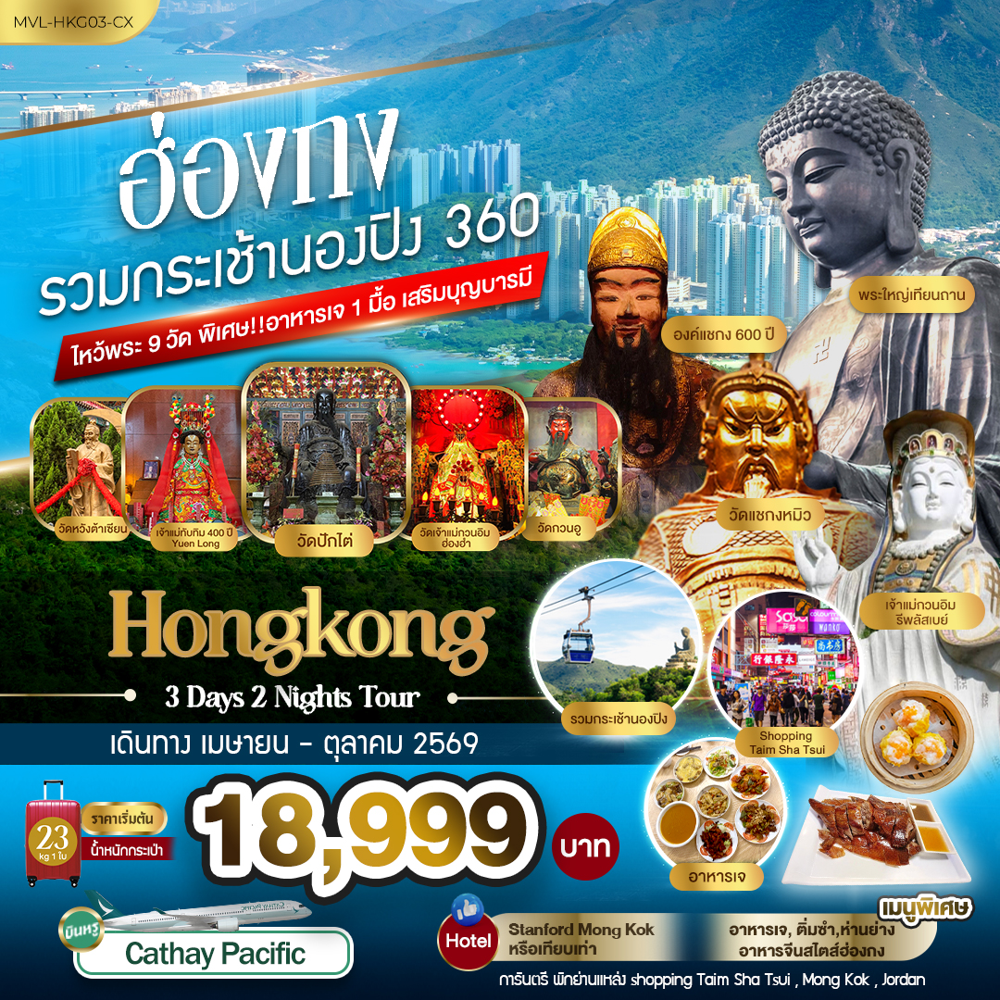 MVL-HKG03-CX
ฮ่องกง
รวมกระเช้านองปิง 360
ไหว้พระ 9 วัด พิเศษ!!อาหารเจ 1 มื้อ เสริมบุญบารมี
พระใหญ่เทียนถาน
องค์แชกง 600 ปี
วัดหวังต้าเซียน
เจ้าแม่ทับทิม 400 ปี
Yuen Long
วัดปักไต่
วัดเจ้าแม่กวนอิม
ฮ่องฮำ
วัดกวนอู
วัดแชกงหมิว
เจ้าแม่กวนอิม
รีพลัสเบย์
Hongkong
3 Days 2 Nights Tour
รวมกระเช้านองปิง
sasa
行銀隆永
尚书房
Shopping
Taim Sha Tsui
เดินทาง เมษายน - ตุลาคม 2569
23
kg 1 ใบ
ราคาเริ่มต้น
น้ำหนักกระเป๋า
18,999
บาท
อาหารเจ
เมนูพิเศษ
บินหรู
Cathay Pacific
Hotel
Stanford Mong Kok
หรือเทียบเท่า
อาหารเจ, ติ่มซำ,ห่านย่าง
อาหารจีนสไตส์ฮ่องกง
การันตรี พักย่านแหล่ง shopping Taim Sha Tsui , Mong Kok , Jordan